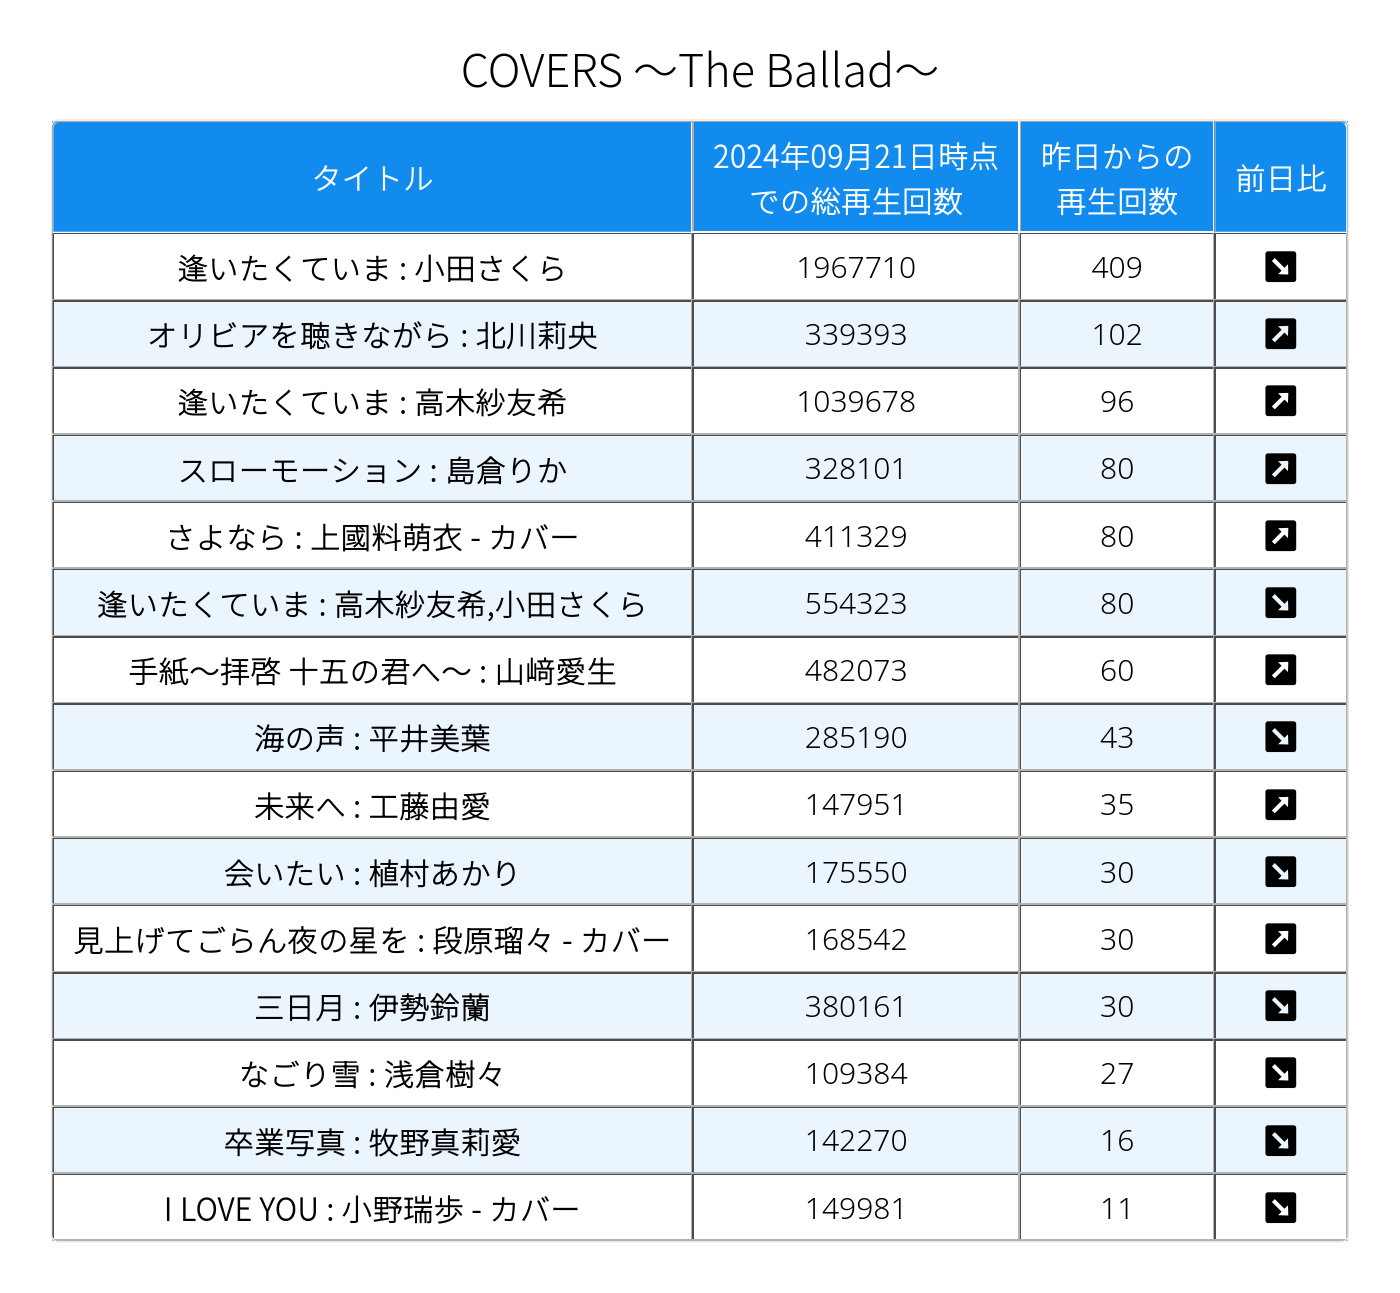 COVERS ～The Ballad～
タイトル 2024年09月21日時点での総再生回数 昨日からの再生回数 前日比
逢いたくていま : 小田さくら 1967710 409 ↘
オリビアを聴きながら : 北川莉央 339393 102 ↗
逢いたくていま : 高木紗友希 1039678 96 ↗
スローモーション : 島倉りか 328101 80 ↗
さよなら : 上國料萌衣 - カバー 411329 80 ↗
逢いたくていま : 高木紗友希,小田さくら 554323 80 ↘
手紙～拝啓 十五の君へ～ : 山﨑愛生 482073 60 ↗
海の声 : 平井美葉 285190 43 ↘
未来へ : 工藤由愛 147951 35 ↗
会いたい : 植村あかり 175550 30 ↘
見上げてごらん夜の星を : 段原瑠々 - カバー 168542 30 ↗
三日月 : 伊勢鈴蘭 380161 30 ↘
なごり雪 : 浅倉樹々 109384 27 ↘
卒業写真 : 牧野真莉愛 142270 16 ↘
I LOVE YOU : 小野瑞歩 - カバー 149981 11 ↘